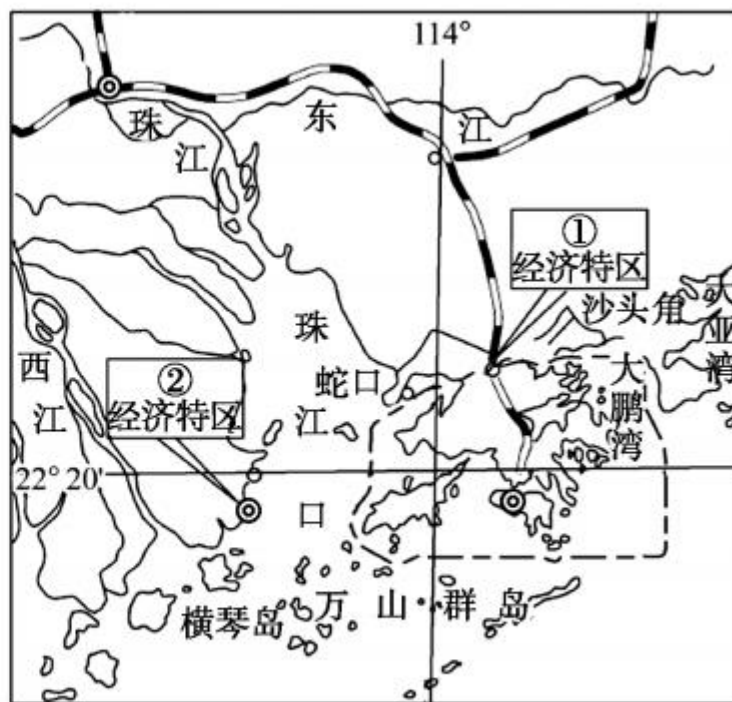 114°
珠江
东江
①
经济特区
沙头角
大亚湾
珠江口
蛇口
大鹏湾
西江
②
经济特区
22° 20'
横琴岛
万山群岛